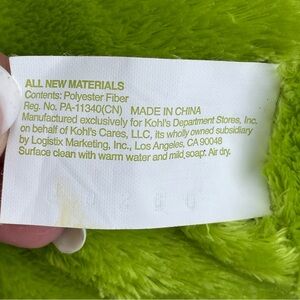 ALL NEW MATERIALS
Contents: Polyester Fiber
Reg. No. PA-11340(CN) MADE IN CHINA
Manufactured exclusively for Kohl's Department Stores, Inc.
on behalf of Kohl's Cares, LLC, its wholly owned subsidiary
by Logistix Marketing, Inc., Los Angeles, CA 90048
Surface clean with warm water and mild soap. Air dry.